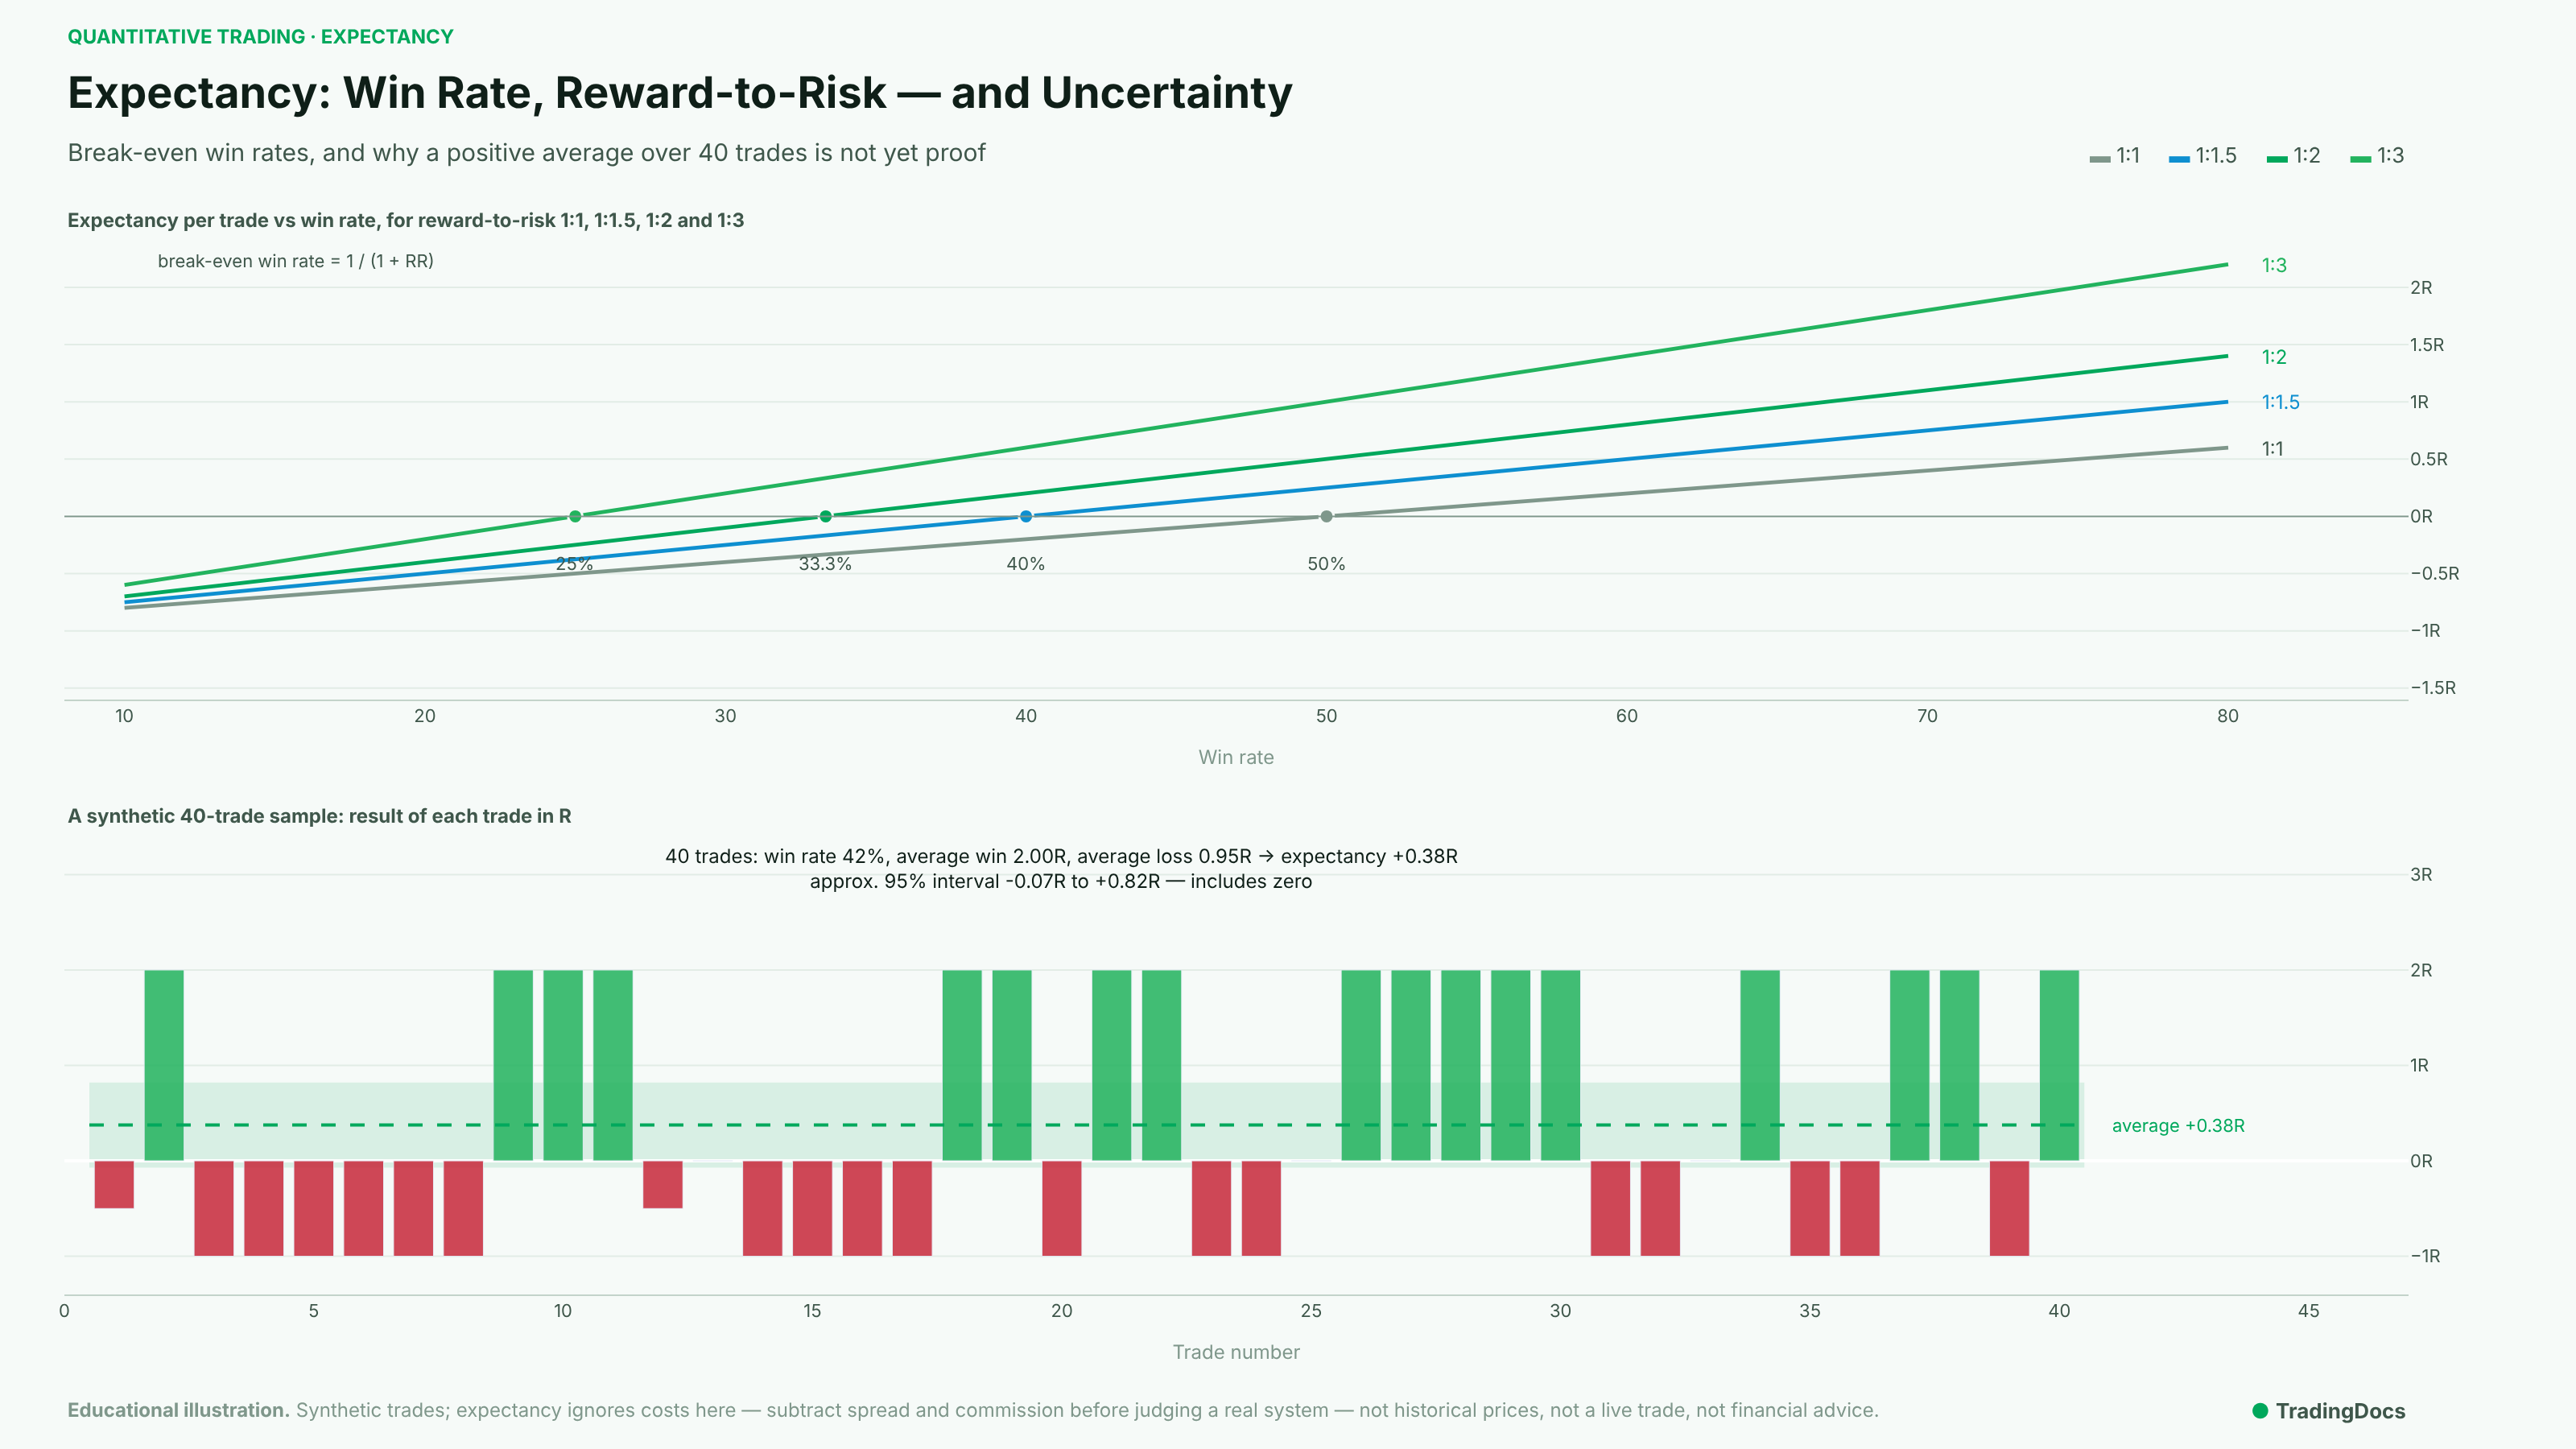 QUANTITATIVE TRADING · EXPECTANCY
Expectancy: Win Rate, Reward-to-Risk — and Uncertainty
Break-even win rates, and why a positive average over 40 trades is not yet proof
1:1 1:1.5 1:2 1:3
Expectancy per trade vs win rate, for reward-to-risk 1:1, 1:1.5, 1:2 and 1:3
break-even win rate = 1 / (1 + RR)
1:3
2R
1.5R
1:2
1:1.5 1R
1:1
0.5R
0R
25% 33.3% 40% 50%
−0.5R
−1R
−1.5R
10 20 30 40 50 60 70 80
Win rate
A synthetic 40-trade sample: result of each trade in R
40 trades: win rate 42%, average win 2.00R, average loss 0.95R → expectancy +0.38R
3R
approx. 95% interval -0.07R to +0.82R — includes zero
2R
1R
average +0.38R
0R
−1R
0 5 10 15 20 25 30 35 40 45
Trade number
Educational illustration. Synthetic trades; expectancy ignores costs here — subtract spread and commission before judging a real system — not historical prices, not a live trade, not financial advice.
TradingDocs